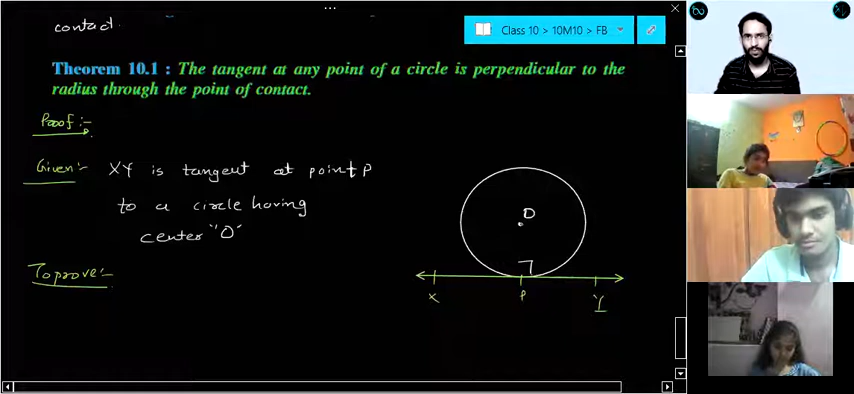 contact.
Class 10 > 10M10 > FB
Theorem 10.1 : The tangent at any point of a circle is perpendicular to the
radius through the point of contact.
Proof :-
Given :- XY is tangent at point P
to a circle having
center "O"
To prove :-
O
X P Y